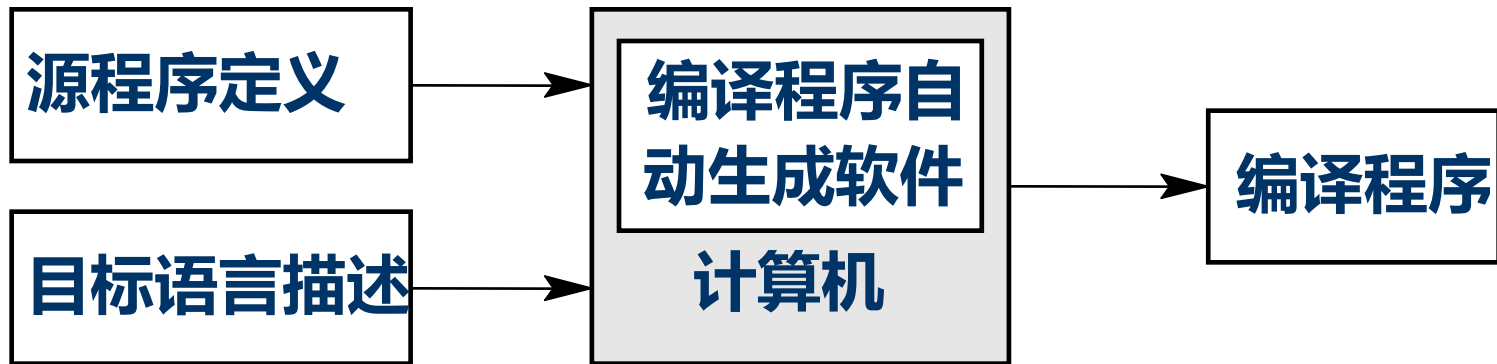 源程序定义
目标语言描述
编译程序自
动生成软件
计算机
编译程序